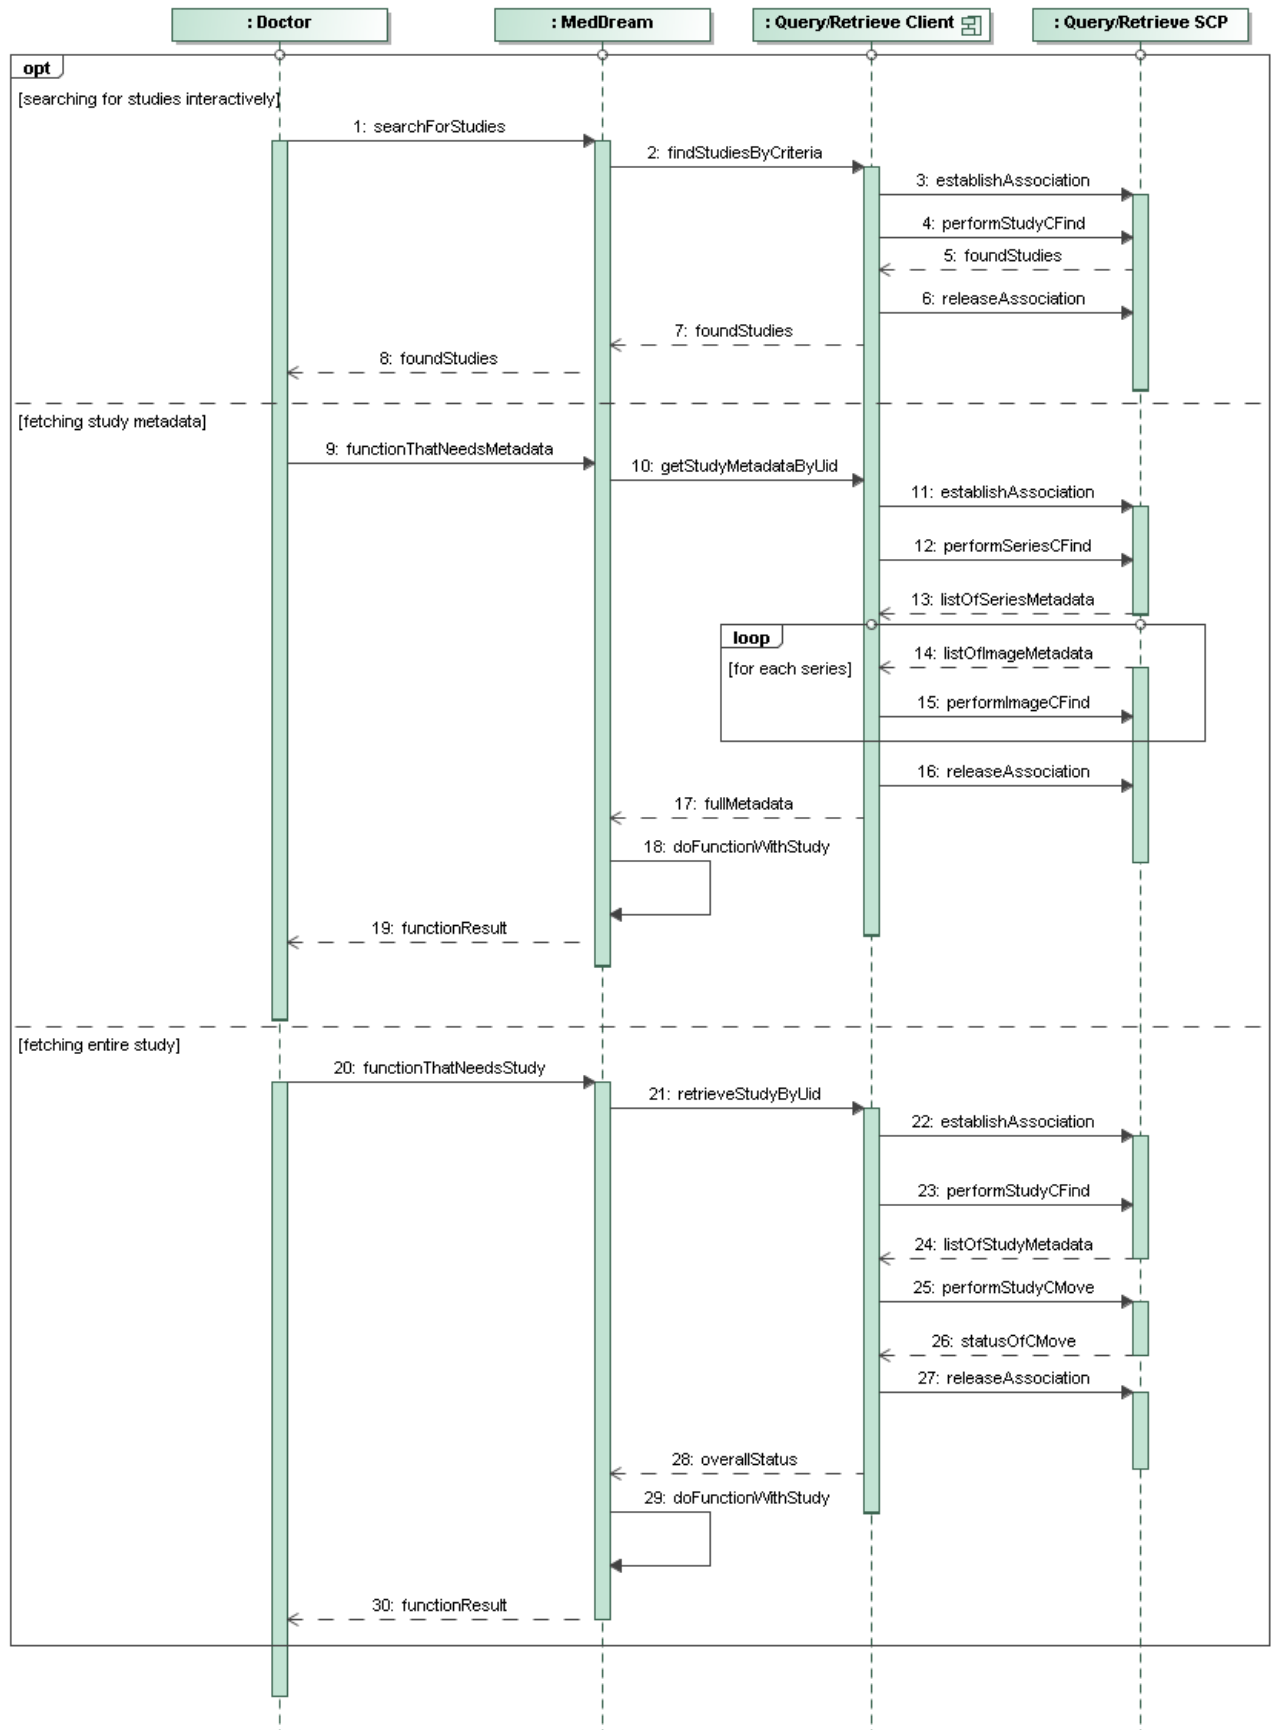 : Doctor
: MedDream
: Query/Retrieve Client
: Query/Retrieve SCP
opt
[searching for studies interactively]
1: searchForStudies
2: findStudiesByCriteria
3: establishAssociation
4: performStudyCFind
5: foundStudies
6: releaseAssociation
7: foundStudies
8: foundStudies
[fetching study metadata]
9: functionThatNeedsMetadata
10: getStudyMetadataByUid
11: establishAssociation
12: performSeriesCFind
13: listOfSeriesMetadata
loop
14: listOfImageMetadata
[for each series]
15: performImageCFind
16: releaseAssociation
17: fullMetadata
18: doFunctionWithStudy
19: functionResult
[fetching entire study]
20: functionThatNeedsStudy
21: retrieveStudyByUid
22: establishAssociation
23: performStudyCFind
24: listOfStudyMetadata
25: performStudyCMove
26: statusOfCMove
27: releaseAssociation
28: overallStatus
29: doFunctionWithStudy
30: functionResult